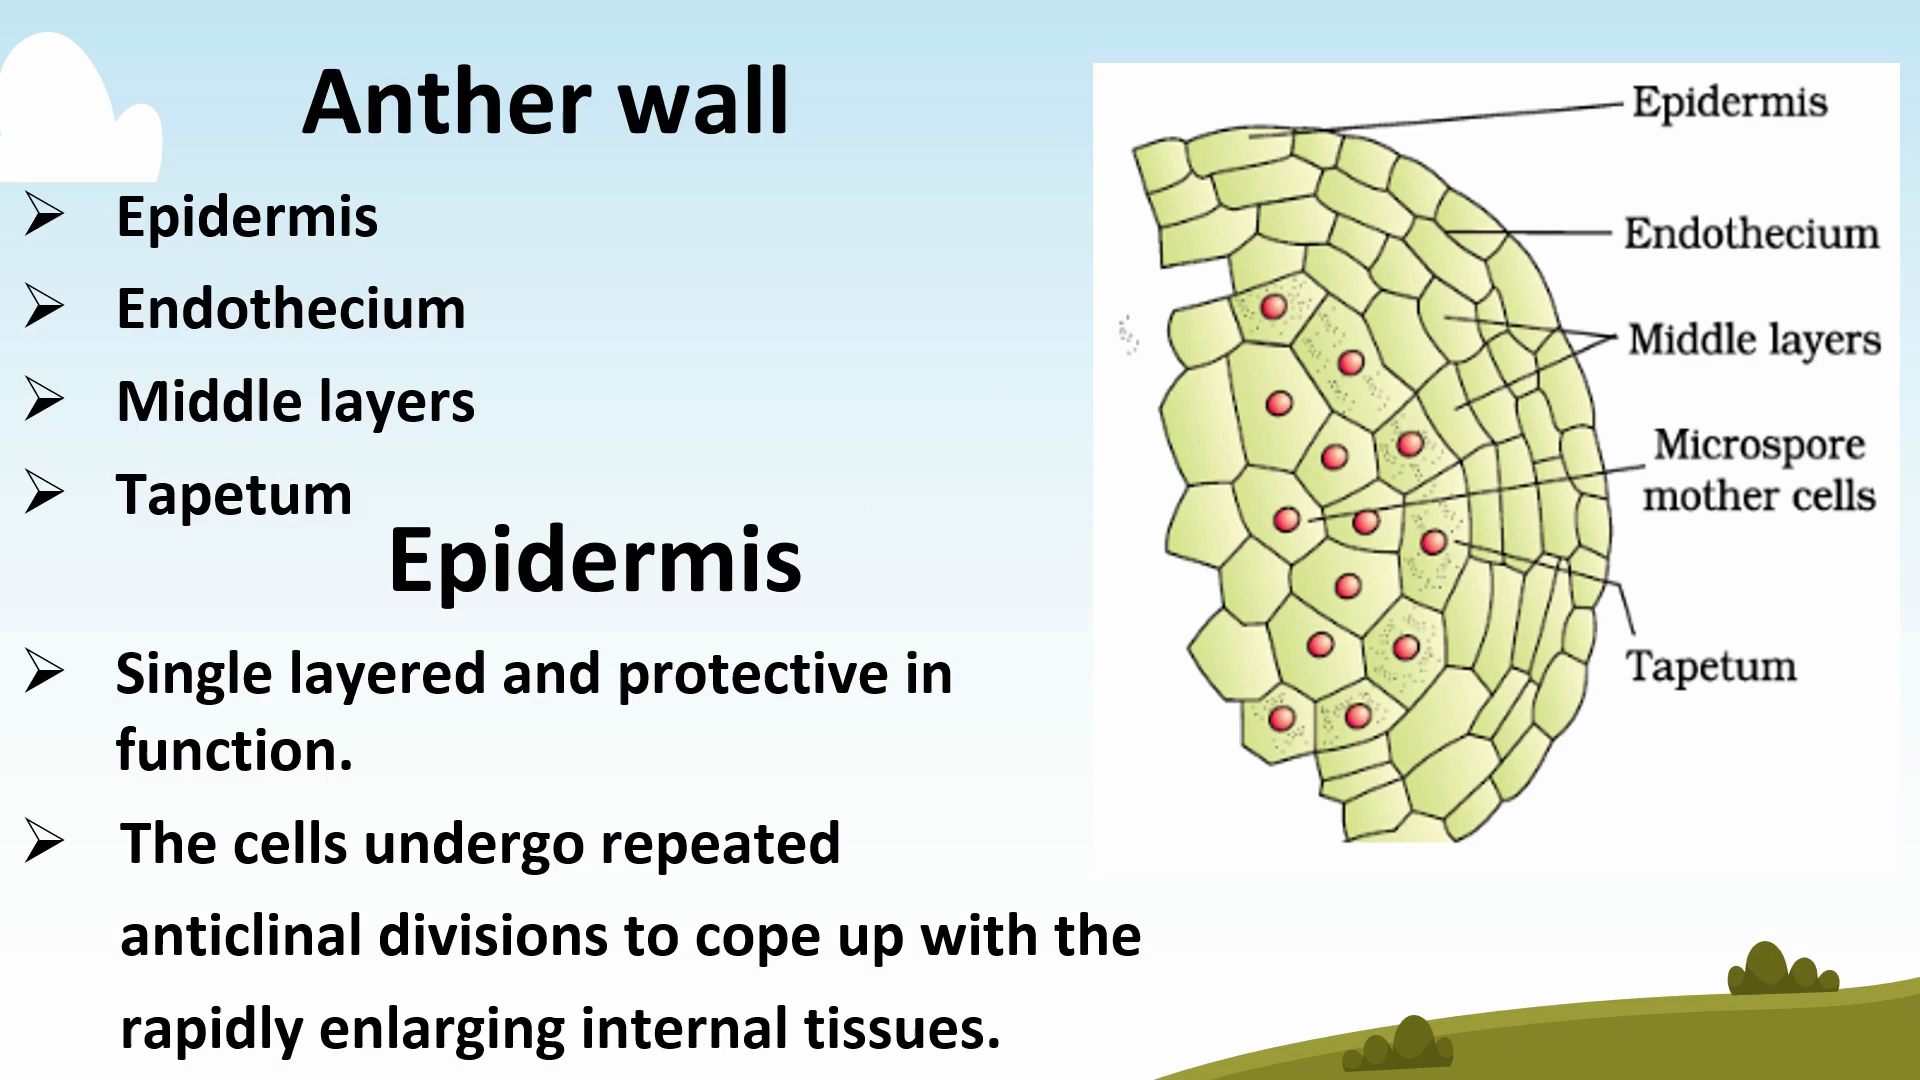 Anther wall
Epidermis
Endothecium
Middle layers
Tapetum
Epidermis
Single layered and protective in
function.
The cells undergo repeated
anticlinal divisions to cope up with the
rapidly enlarging internal tissues.
Epidermis
Endothecium
Middle layers
Microspore
mother cells
Tapetum